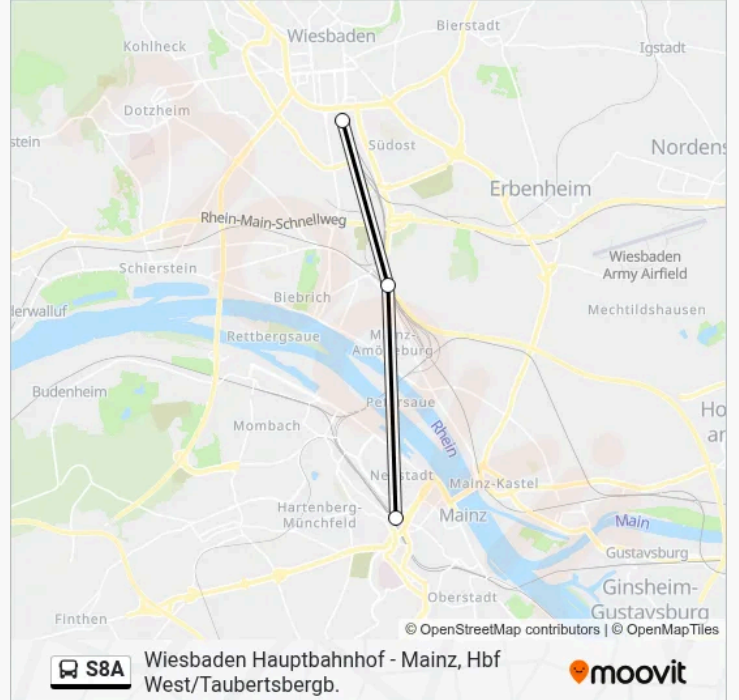 Wiesbaden
Bierstadt
Kohlheck
Igstadt
Dotzheim
stein
Südost
Nordens
Erbenheim
Rhein-Main-Schnellweg
Wiesbaden
Army Airfield
Schierstein
Biebrich
Mechtildshausen
lerwalluf
Rettbergsaue
Mainz-
Amöneburg
Budenheim
Petersaue
Ho
ar
Mombach
Rhein
Neustadt
Mainz-Kastel
Hartenberg-
Münchfeld
Mainz
Main
Gustavsburg
Ginsheim-
Gustavsburg
Oberstadt
Finthen
© OpenStreetMap contributors | © OpenMapTiles
S8A
Wiesbaden Hauptbahnhof - Mainz, Hbf
West/Taubertsbergb.
moovit